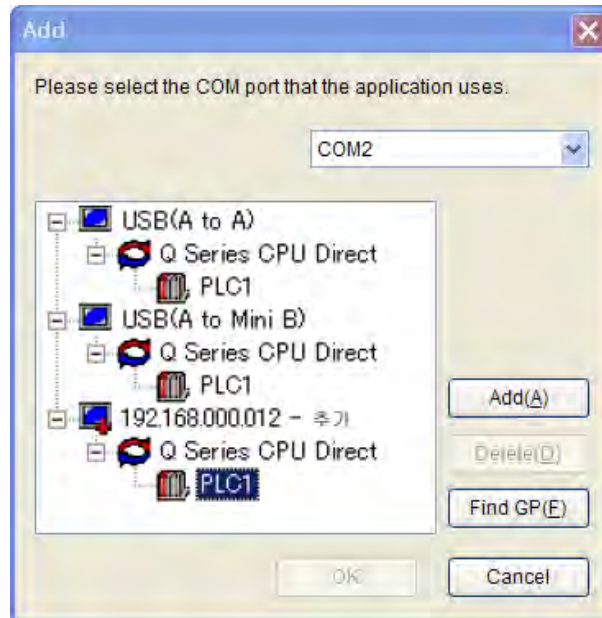 Add
Please select the COM port that the application uses.
COM2
USB(A to A)
Q Series CPU Direct
PLC1
USB(A to Mini B)
Q Series CPU Direct
PLC1
192.168.000.012 - 추가
Q Series CPU Direct
PLC1
Add(A)
Delete(D)
Find GP(F)
OK
Cancel